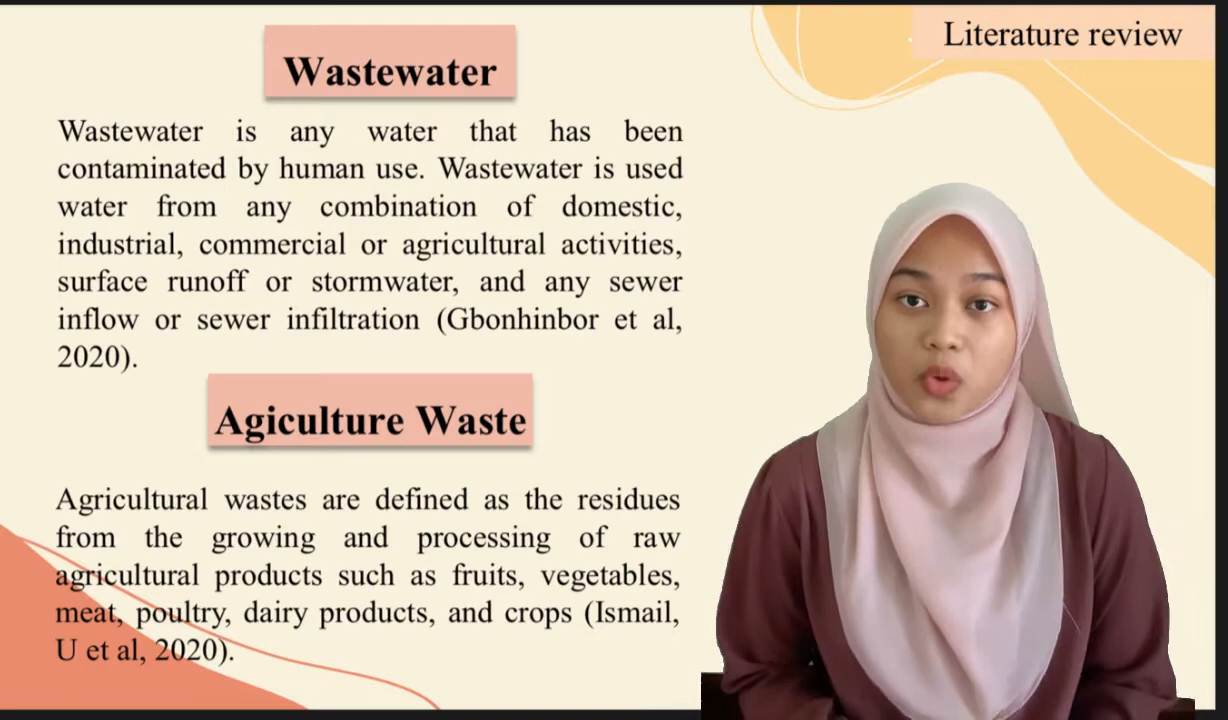 Literature review
Wastewater
Wastewater is any water that has been
contaminated by human use. Wastewater is used
water from any combination of domestic,
industrial, commercial or agricultural activities,
surface runoff or stormwater, and any sewer
inflow or sewer infiltration (Gbonhinbor et al,
2020).
Agiculture Waste
Agricultural wastes are defined as the residues
from the growing and processing of raw
agricultural products such as fruits, vegetables,
meat, poultry, dairy products, and crops (Ismail,
U et al, 2020).